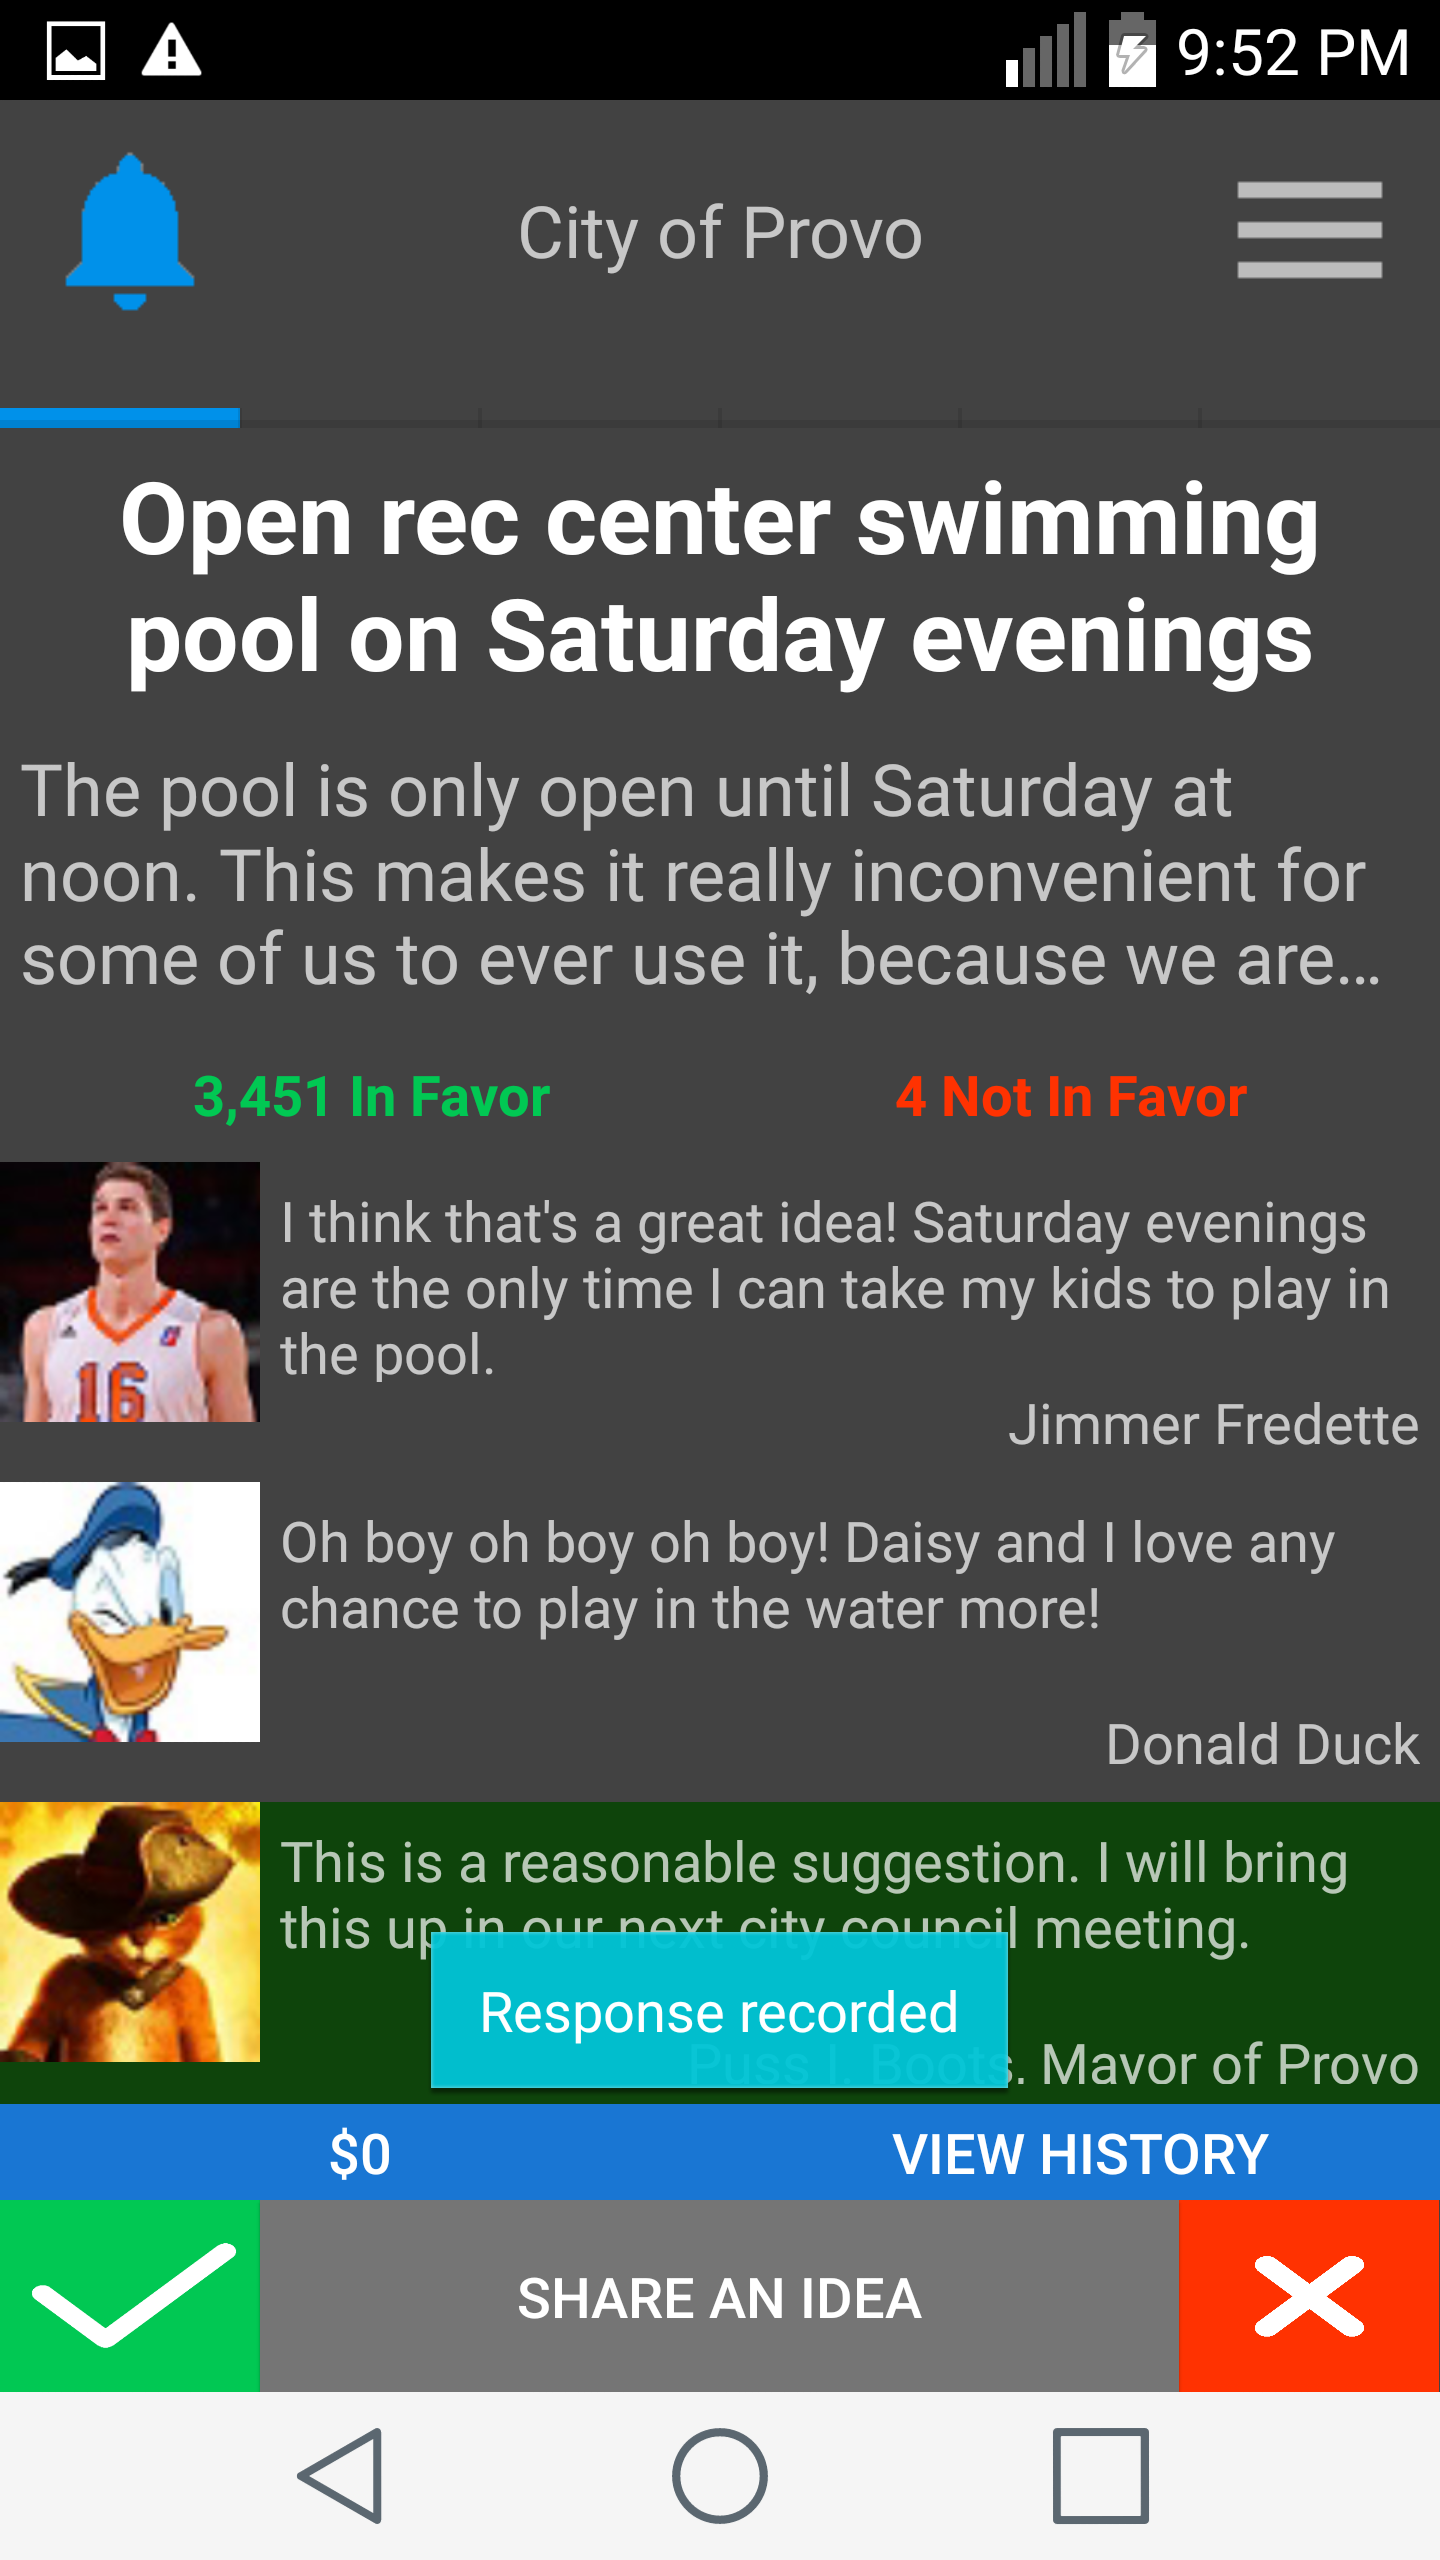 9:52 PM
City of Provo
Open rec center swimming
pool on Saturday evenings
The pool is only open until Saturday at
noon. This makes it really inconvenient for
some of us to ever use it, because we are…
3,451 In Favor
4 Not In Favor
I think that's a great idea! Saturday evenings
are the only time I can take my kids to play in
the pool.
16
Jimmer Fredette
Oh boy oh boy oh boy! Daisy and I love any
chance to play in the water more!
Donald Duck
This is a reasonable suggestion. I will bring
this up in our next city council meeting.
Response recorded
Puss I. Boots. Mayor of Provo
$0
VIEW HISTORY
SHARE AN IDEA